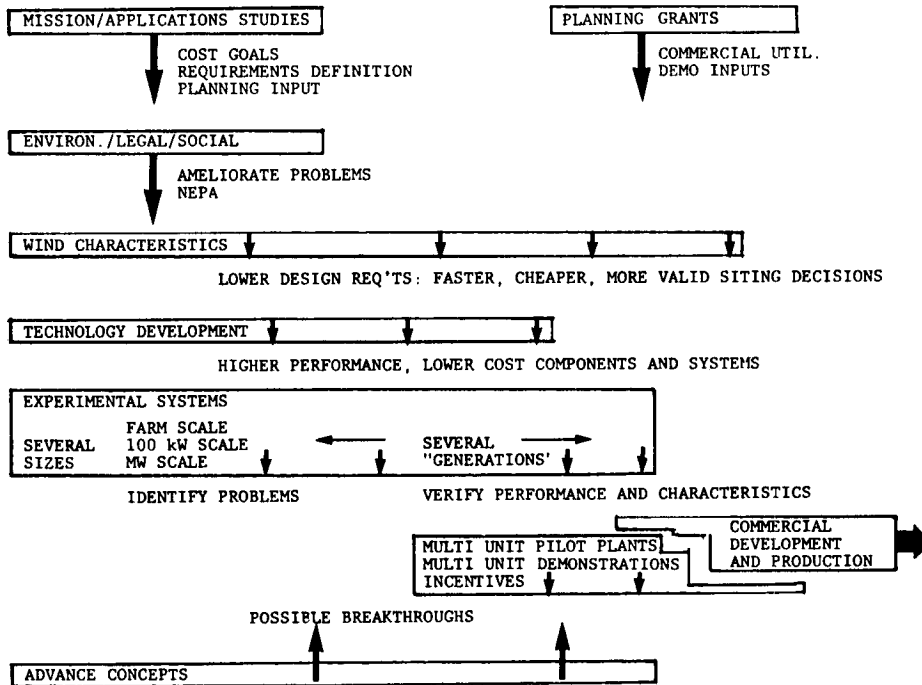 MISSION/APPLICATIONS STUDIES
COST GOALS
REQUIREMENTS DEFINITION
PLANNING INPUT
PLANNING GRANTS
COMMERCIAL UTIL.
DEMO INPUTS
ENVIRON./LEGAL/SOCIAL
AMELIORATE PROBLEMS
NEPA
WIND CHARACTERISTICS
LOWER DESIGN REQ'TS: FASTER, CHEAPER, MORE VALID SITING DECISIONS
TECHNOLOGY DEVELOPMENT
HIGHER PERFORMANCE, LOWER COST COMPONENTS AND SYSTEMS
EXPERIMENTAL SYSTEMS
SEVERAL
SIZES
FARM SCALE
100 kW SCALE
MW SCALE
SEVERAL
"GENERATIONS'
IDENTIFY PROBLEMS
VERIFY PERFORMANCE AND CHARACTERISTICS
MULTI UNIT PILOT PLANTS
MULTI UNIT DEMONSTRATIONS
INCENTIVES
COMMERCIAL
DEVELOPMENT
AND PRODUCTION
POSSIBLE BREAKTHROUGHS
ADVANCE CONCEPTS